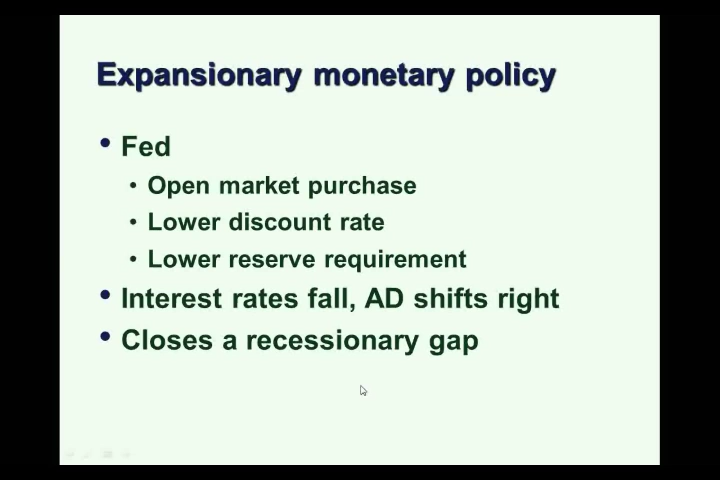 Expansionary monetary policy
• Fed
• Open market purchase
• Lower discount rate
• Lower reserve requirement
• Interest rates fall, AD shifts right
• Closes a recessionary gap